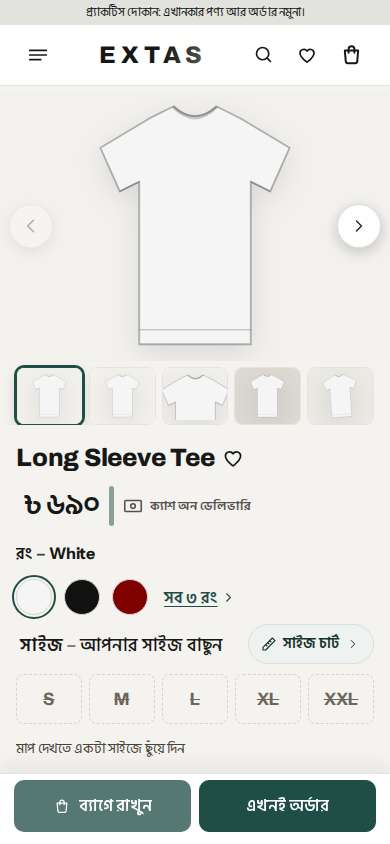 প্র্যাকটিস দোকান: এখানকার পণ্য আর অর্ডার নমুনা।
EXTAS
Long Sleeve Tee
৳ ৬৯০ ক্যাশ অন ডেলিভারি
রং – White
সব ৩ রং
সাইজ – আপনার সাইজ বাছুন সাইজ চার্ট
S M L XL XXL
মাপ দেখতে একটা সাইজে ছুঁয়ে দিন
ব্যাগে রাখুন এখনই অর্ডার